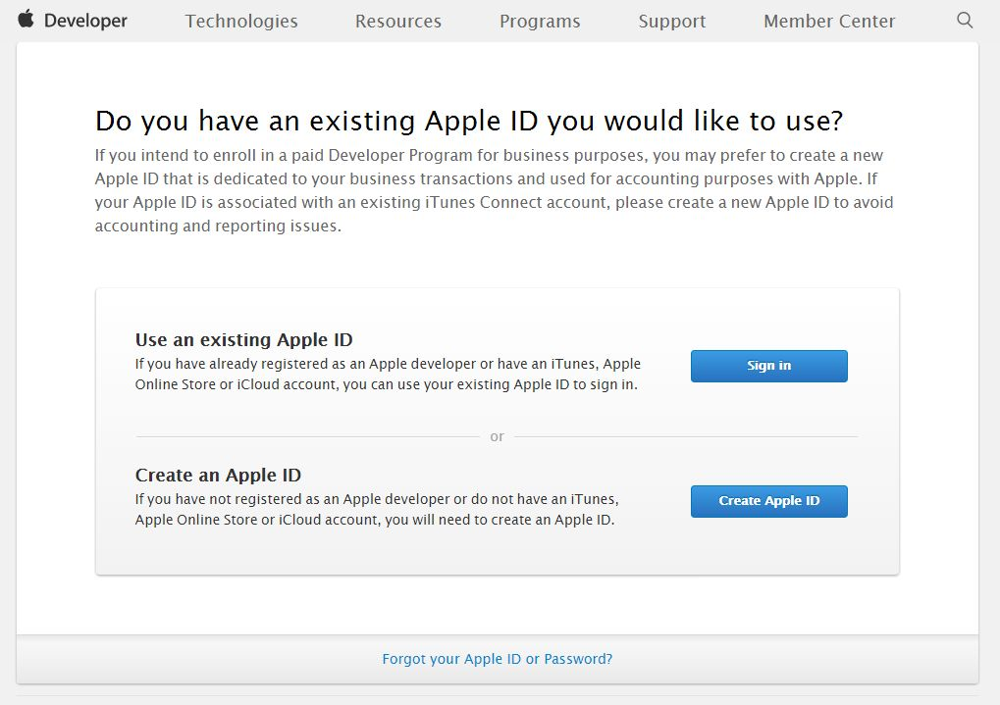 Developer
Technologies
Resources
Programs
Support
Member Center
Do you have an existing Apple ID you would like to use?
If you intend to enroll in a paid Developer Program for business purposes, you may prefer to create a new
Apple ID that is dedicated to your business transactions and used for accounting purposes with Apple. If
your Apple ID is associated with an existing iTunes Connect account, please create a new Apple ID to avoid
accounting and reporting issues.
Use an existing Apple ID
If you have already registered as an Apple developer or have an iTunes, Apple
Online Store or iCloud account, you can use your existing Apple ID to sign in.
Sign in
or
Create an Apple ID
If you have not registered as an Apple developer or do not have an iTunes,
Apple Online Store or iCloud account, you will need to create an Apple ID.
Create Apple ID
Forgot your Apple ID or Password?